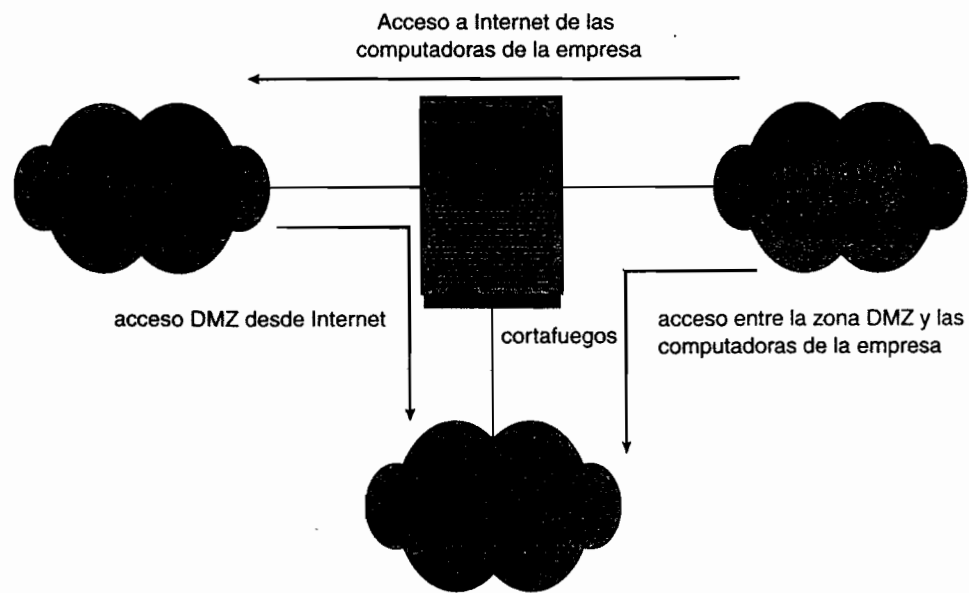 Acceso a Internet de las
computadoras de la empresa
acceso DMZ desde Internet
cortafuegos
acceso entre la zona DMZ y las
computadoras de la empresa